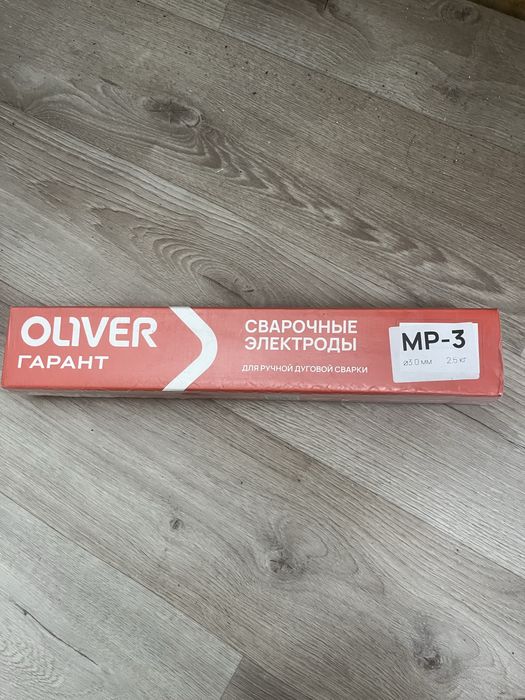 OLIVER
ГАРАНТ
СВАРОЧНЫЕ
ЭЛЕКТРОДЫ
ДЛЯ РУЧНОЙ ДУГОВОЙ СВАРКИ
МР-3
ø3.0 мм 2.5 кг